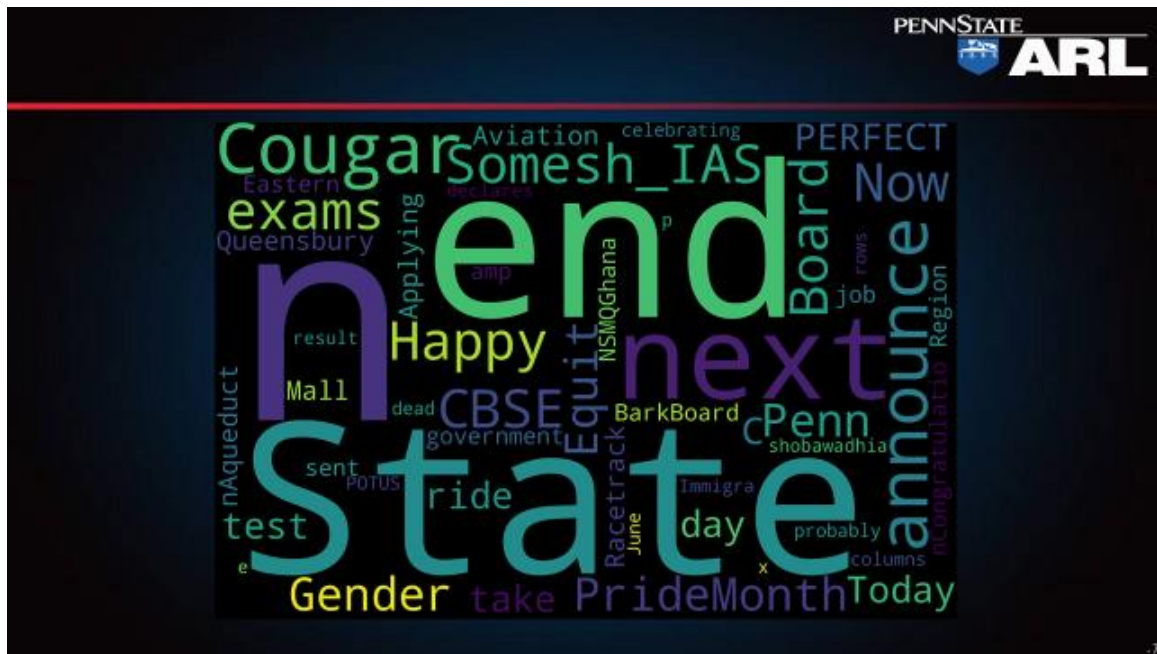 PENNSTATE
ARL
Cougar
Aviation
celebrating
PERFECT
Somesh_IAS
Eastern
declares
Now
exams
Applying
end
Board
Queensbury
p
rows
amp
NSMQGhana
announce
n
job
Region
result
Happy
Equit
next
Mall
nAqueduct
dead
CBSE
BarkBoard
C
Penn
government
shobawadhia
nCongratulatio
State
sent
POTUS
ride
Racetrack
Immigra
test
June
day
probably
columns
e
x
Gender
take
PrideMonth
Today